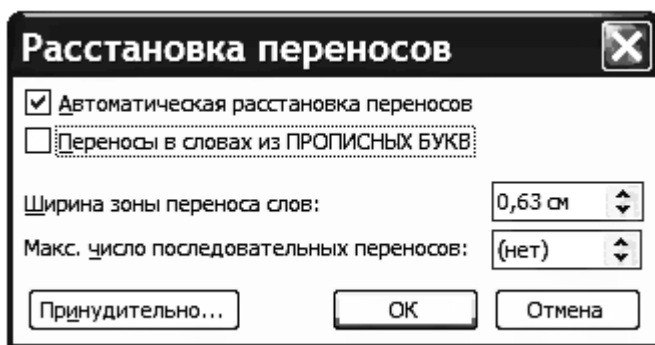 Расстановка переносов
Автоматическая расстановка переносов
Переносы в словах из ПРОПИСНЫХ БУКВ
Ширина зоны переноса слов: 0,63 см
Макс. число последовательных переносов: (нет)
Принудительно... ОК Отмена